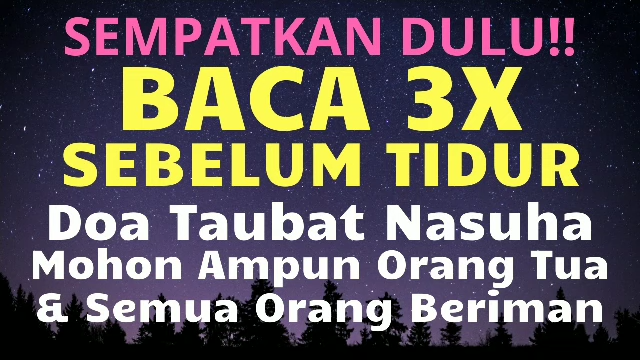 SEMPATKAN DULU!!
BACA 3X
SEBELUM TIDUR
Doa Taubat Nasuha
Mohon Ampun Orang Tua
& Semua Orang Beriman